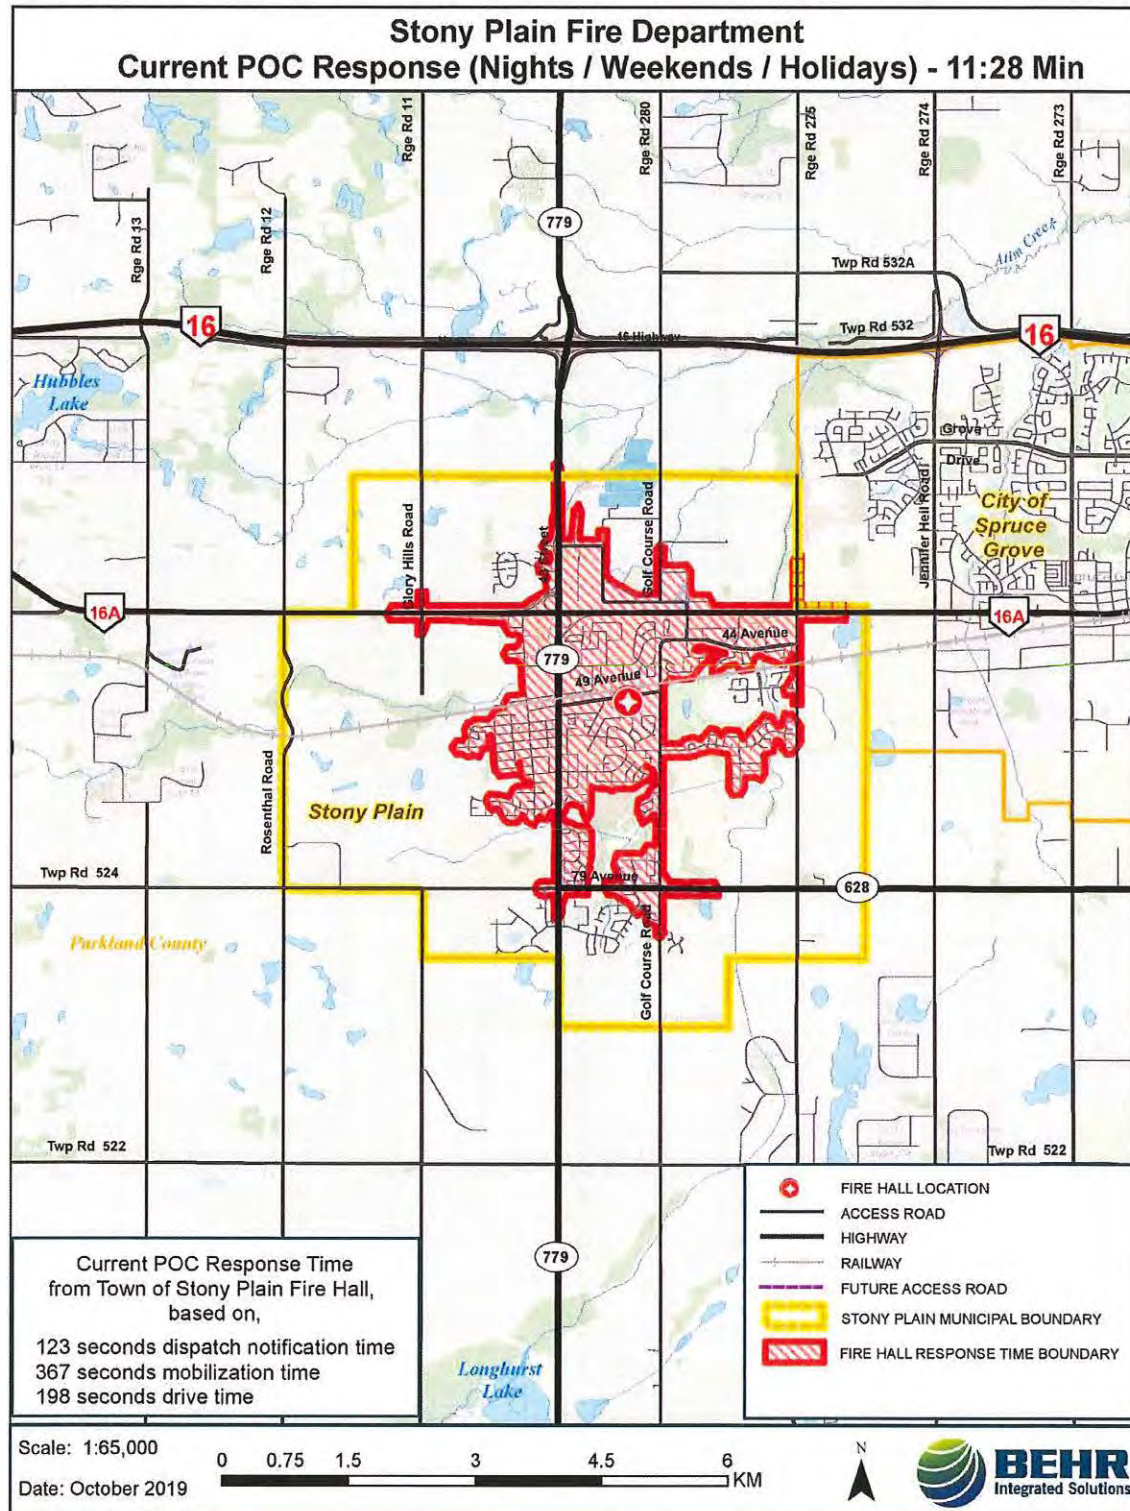 Stony Plain Fire Department
Current POC Response (Nights / Weekends / Holidays) - 11:28 Min
Rge Rd 11
Rge Rd 280
Rge Rd 275
Rge Rd 274
Rge Rd 273
Rge Rd 13
Rge Rd 12
779
Atim Creek
Twp Rd 532A
16
Twp Rd 532
16
16 Highway
Hubbles
Lake
Grove
Drive
Jennifer Heil Road
City of
Spruce
Grove
Glory Hills Road
48 Street
Golf Course Road
16A
16A
44 Avenue
779
49 Avenue
Rosenthal Road
Stony Plain
Twp Rd 524
79 Avenue
628
Parkland County
Golf Course Road
Twp Rd 522
Twp Rd 522
779
Longhurst
Lake
Current POC Response Time
from Town of Stony Plain Fire Hall,
based on,
123 seconds dispatch notification time
367 seconds mobilization time
198 seconds drive time
FIRE HALL LOCATION
ACCESS ROAD
HIGHWAY
RAILWAY
FUTURE ACCESS ROAD
STONY PLAIN MUNICIPAL BOUNDARY
FIRE HALL RESPONSE TIME BOUNDARY
Scale: 1:65,000
Date: October 2019
0 0.75 1.5 3 4.5 6
KM
N
BEHR
Integrated Solutions